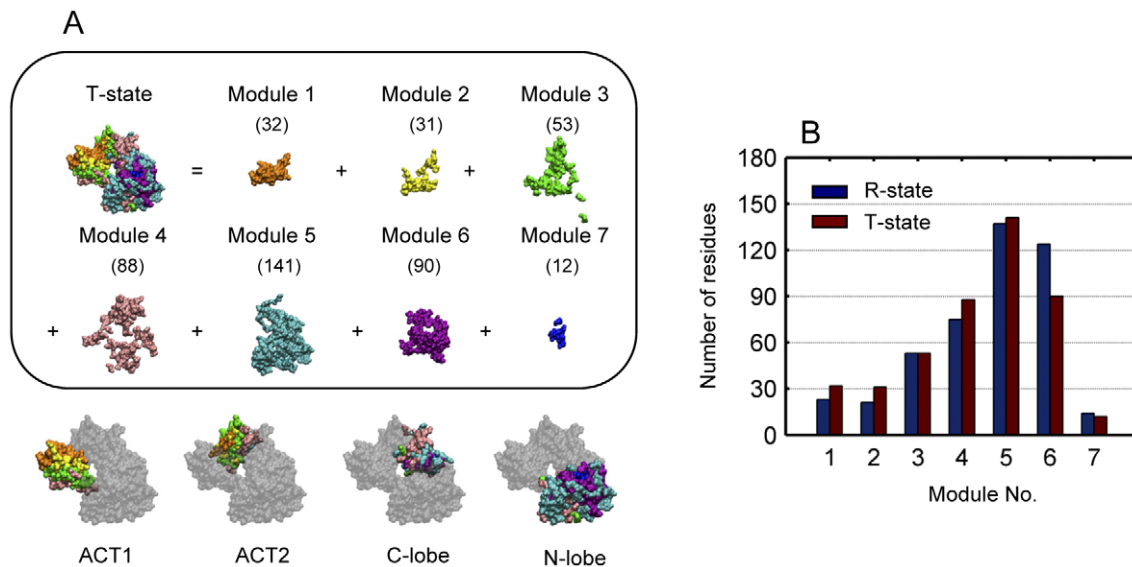 A
T-state Module 1 Module 2 Module 3
(32) (31) (53)
= + +
Module 4 Module 5 Module 6 Module 7
(88) (141) (90) (12)
+ + + +
ACT1 ACT2 C-lobe N-lobe
B
180
150
120
90
60
30
0
Number of residues
R-state
T-state
1 2 3 4 5 6 7
Module No.